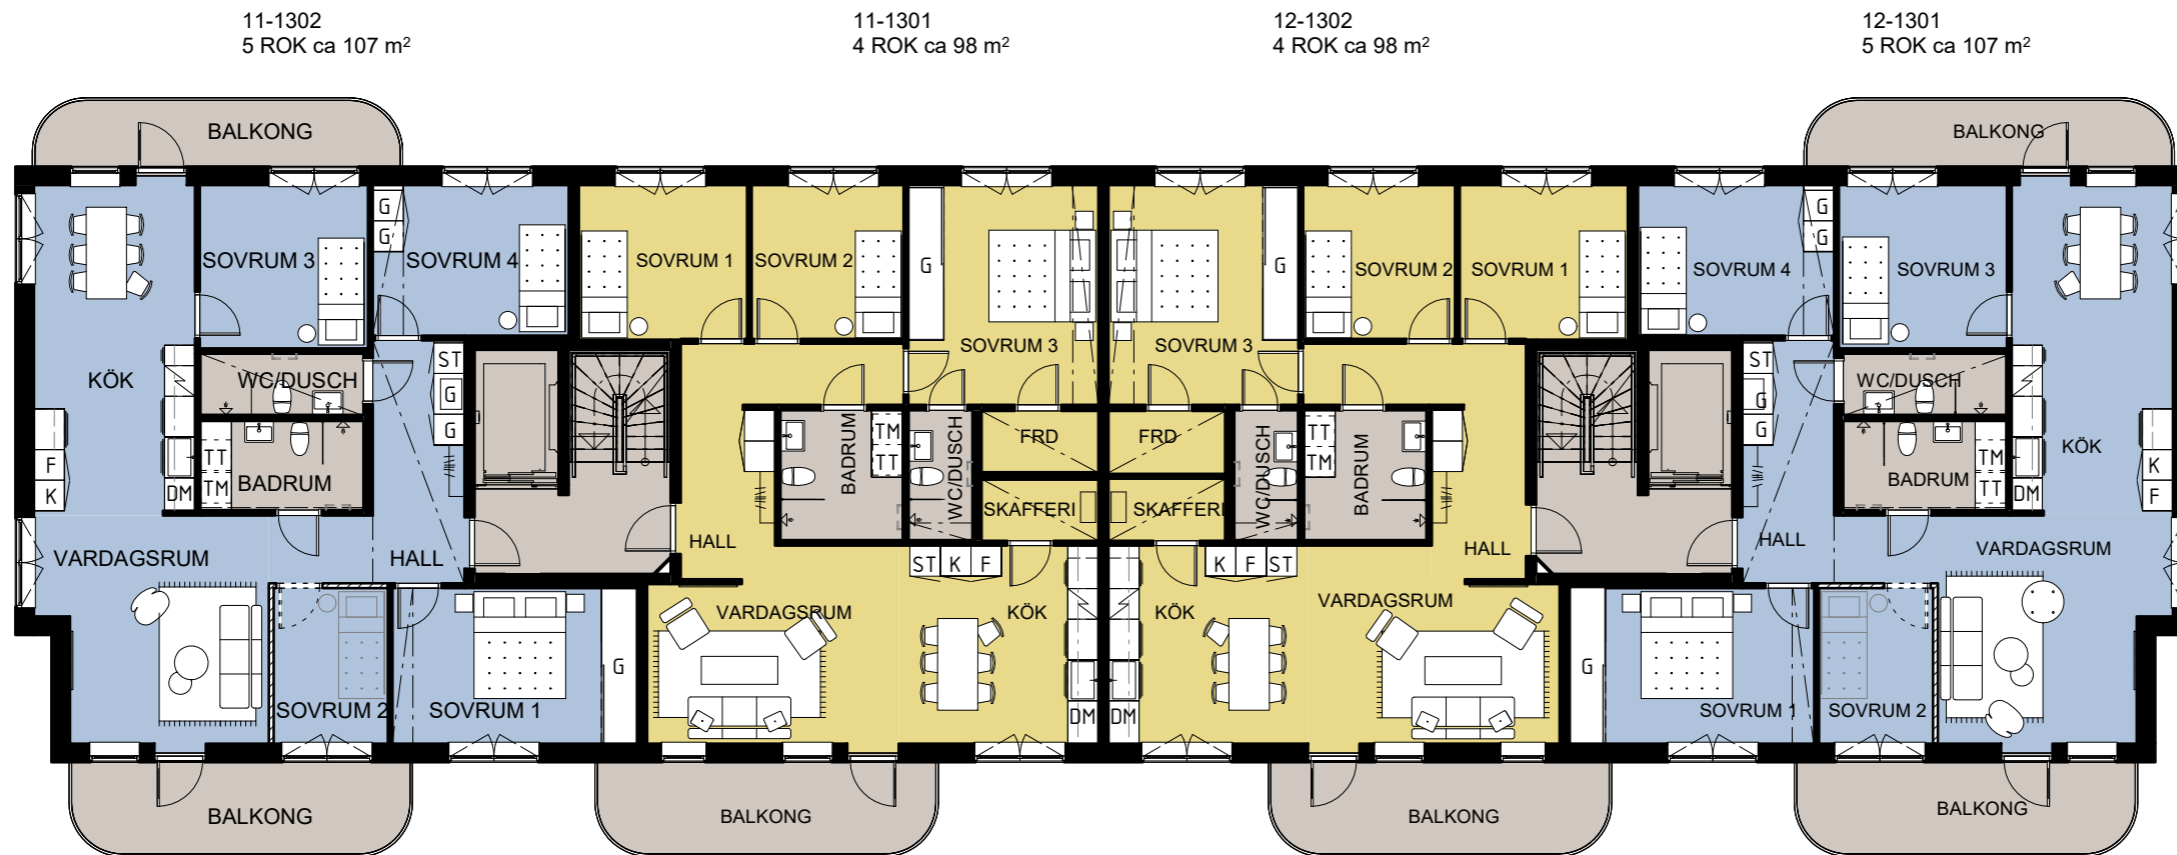 11-1302
5 ROK ca 107 m²
11-1301
4 ROK ca 98 m²
12-1302
4 ROK ca 98 m²
12-1301
5 ROK ca 107 m²
BALKONG
BALKONG
G
G
SOVRUM 3
SOVRUM 4
SOVRUM 1
SOVRUM 2
G
SOVRUM 3
SOVRUM 3
G
SOVRUM 2
SOVRUM 1
SOVRUM 4
G
G
SOVRUM 3
KÖK
WC/DUSCH
ST
G
G
BADRUM
TT
TM
DM
F
K
BADRUM
TM
TT
WC/DUSCH
FRD
SKAFFERI
FRD
SKAFFERI
WC/DUSCH
TT
TM
BADRUM
ST
G
G
WC/DUSCH
BADRUM
TM
TT
DM
KÖK
K
F
VARDAGSRUM
HALL
HALL
ST
K
F
K
F
ST
HALL
HALL
VARDAGSRUM
VARDAGSRUM
KÖK
KÖK
VARDAGSRUM
SOVRUM 2
SOVRUM 1
G
DM
DM
G
SOVRUM 1
SOVRUM 2
BALKONG
BALKONG
BALKONG
BALKONG